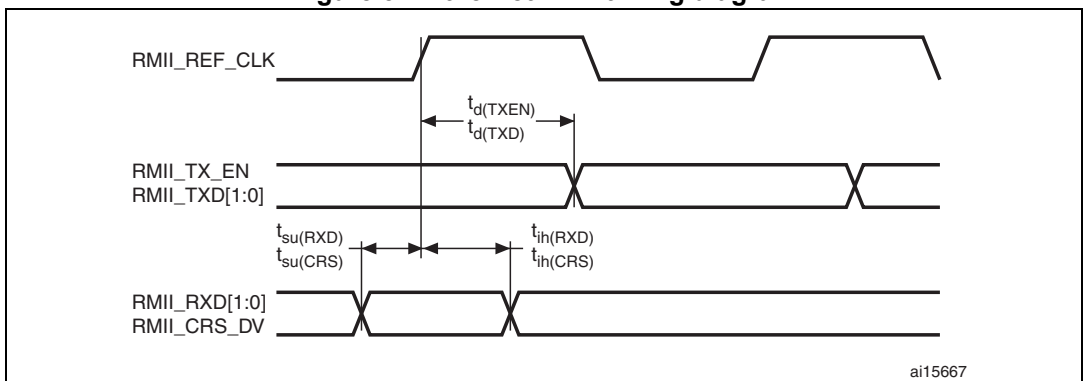 RMII_REF_CLK
td(TXEN)
td(TXD)
RMII_TX_EN
RMII_TXD[1:0]
tsu(RXD)
tsu(CRS)
tih(RXD)
tih(CRS)
RMII_RXD[1:0]
RMII_CRS_DV
ai15667